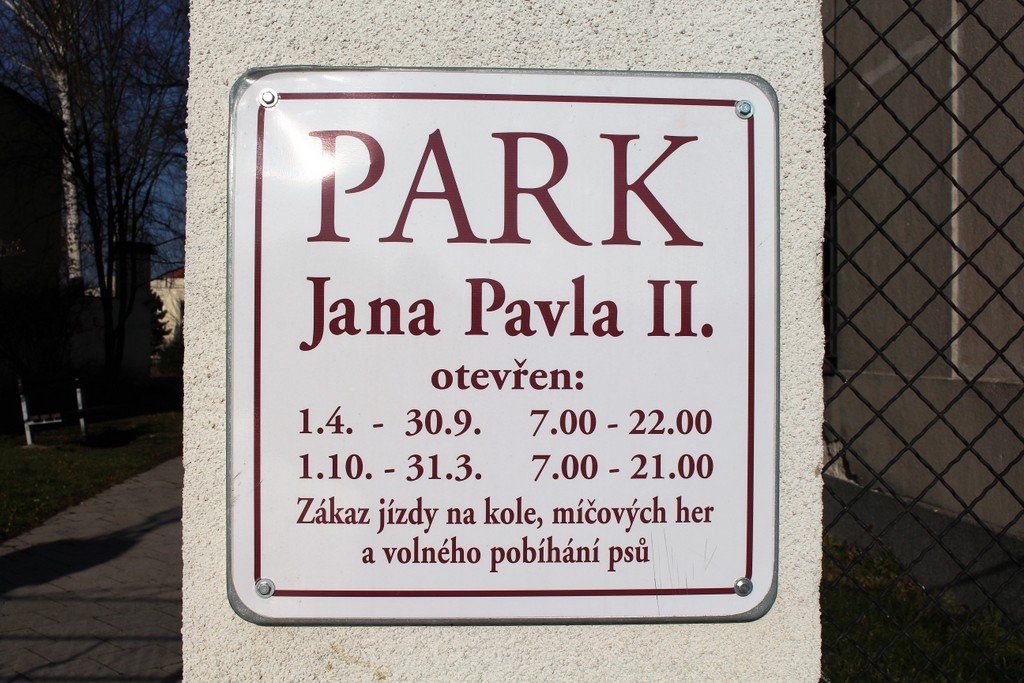 PARK
Jana Pavla II.
otevřen:
1.4. - 30.9. 7.00 - 22.00
1.10. - 31.3. 7.00 - 21.00
Zákaz jízdy na kole, míčových her
a volného pobíhání psů